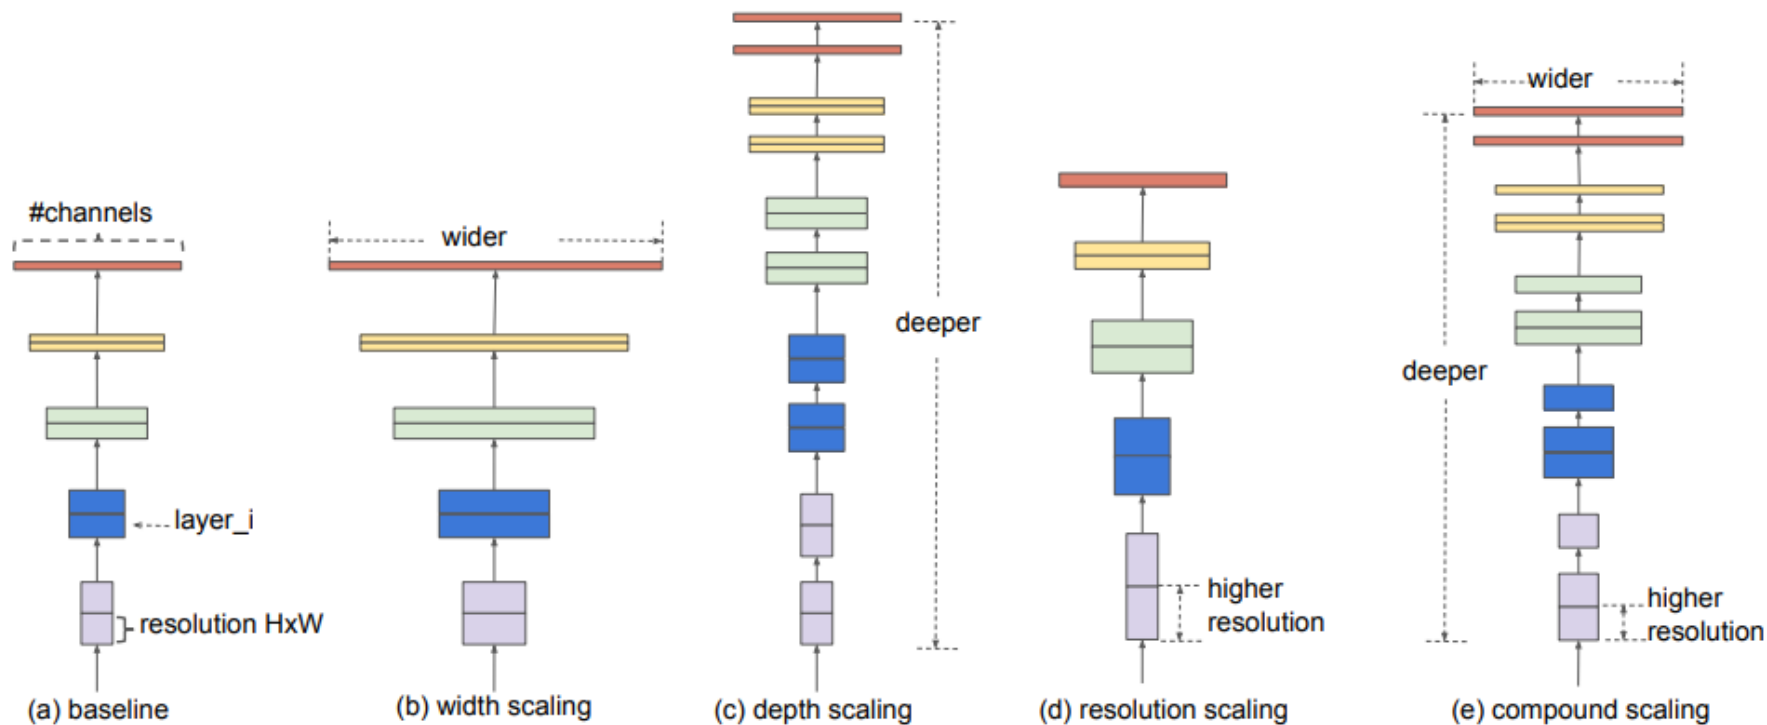 #channels
layer_i
resolution HxW
(a) baseline
wider
(b) width scaling
deeper
(c) depth scaling
higher
resolution
(d) resolution scaling
wider
deeper
higher
resolution
(e) compound scaling